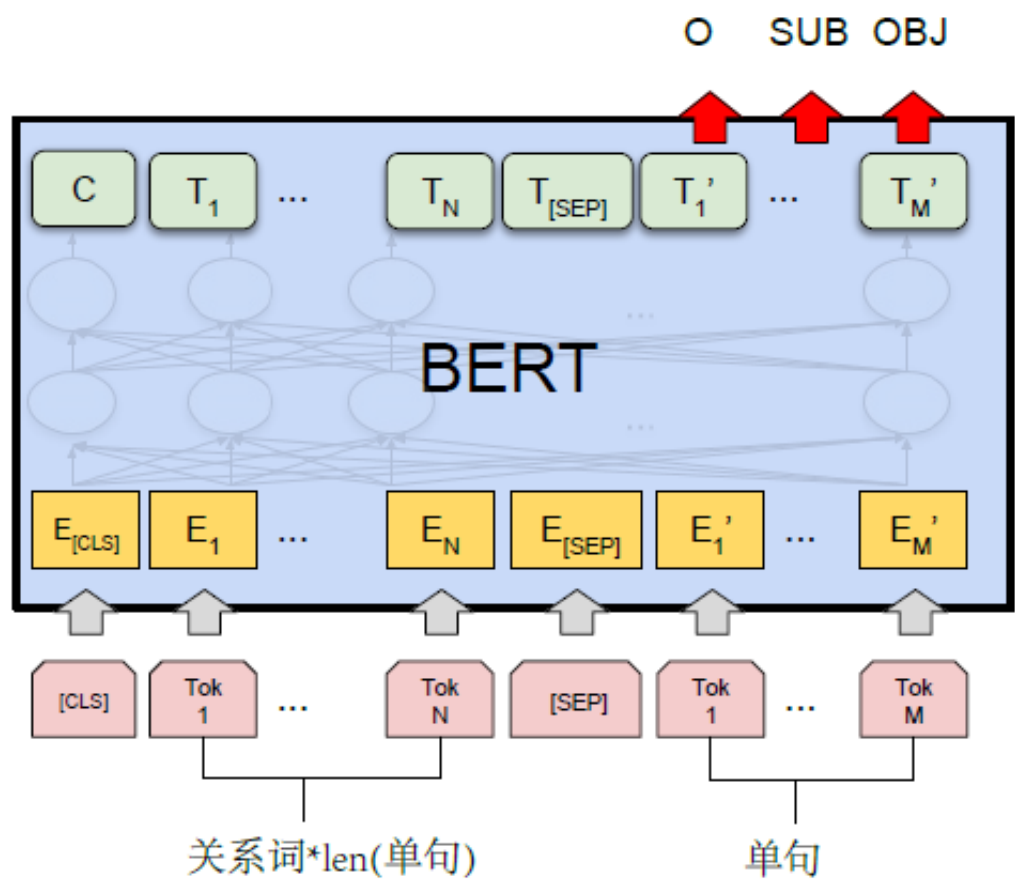 O SUB OBJ
C T1 ... TN T[SEP] T1’ ... TM’
...
BERT
...
E[CLS] E1 ... EN E[SEP] E1’ ... EM’
[CLS] Tok 1 ... Tok N [SEP] Tok 1 ... Tok M
关系词*len(单句) 单句